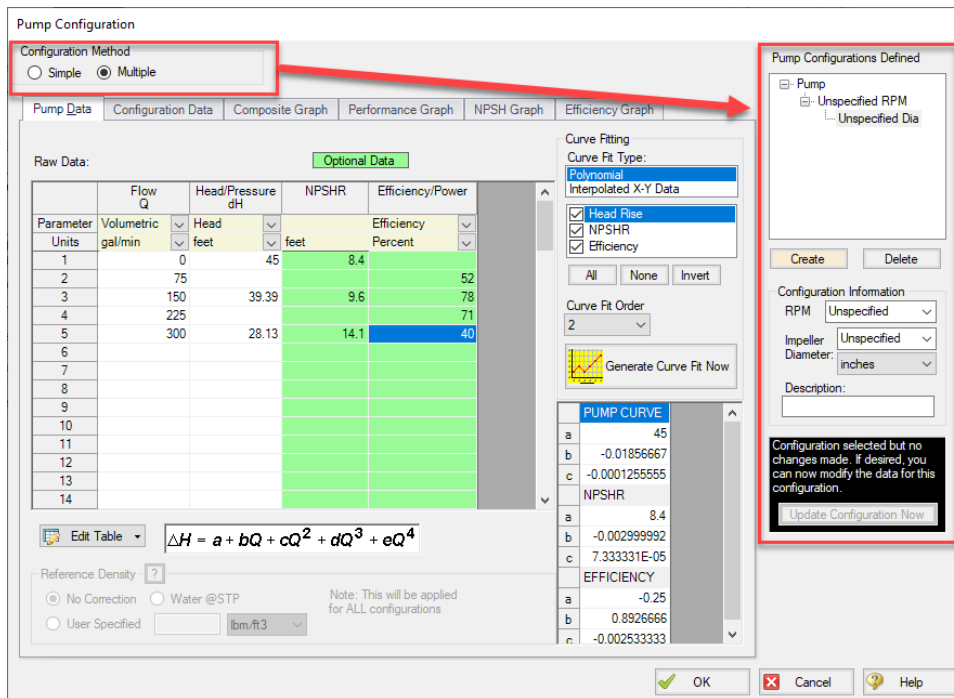 Pump Configuration
Configuration Method
Simple Multiple
Pump Data Configuration Data Composite Graph Performance Graph NPSH Graph Efficiency Graph
Raw Data: Optional Data
Flow Head/Pressure NPSHR Efficiency/Power
Q dH
Parameter Volumetric Head Efficiency
Units gal/min feet feet Percent
1 0 45 8.4
2 75 52
3 150 39.39 9.6 78
4 225 71
5 300 28.13 14.1 40
6
7
8
9
10
11
12
13
14
Edit Table
ΔH = a + bQ + cQ² + dQ³ + eQ⁴
Reference Density ?
No Correction Water @STP
User Specified lbm/ft3
Note: This will be applied
for ALL configurations
Curve Fitting
Curve Fit Type:
Polynomial
Interpolated X-Y Data
Head Rise
NPSHR
Efficiency
All None Invert
Curve Fit Order
2
Generate Curve Fit Now
PUMP CURVE
a 45
b -0.01856667
c -0.0001255555
NPSHR
a 8.4
b -0.002999992
c 7.333331E-05
EFFICIENCY
a -0.25
b 0.8926666
c -0.002533333
Pump Configurations Defined
Pump
Unspecified RPM
Unspecified Dia
Create Delete
Configuration Information
RPM Unspecified
Impeller Unspecified
Diameter: inches
Description:
Configuration selected but no
changes made. If desired, you
can now modify the data for this
configuration.
Update Configuration Now
OK Cancel Help